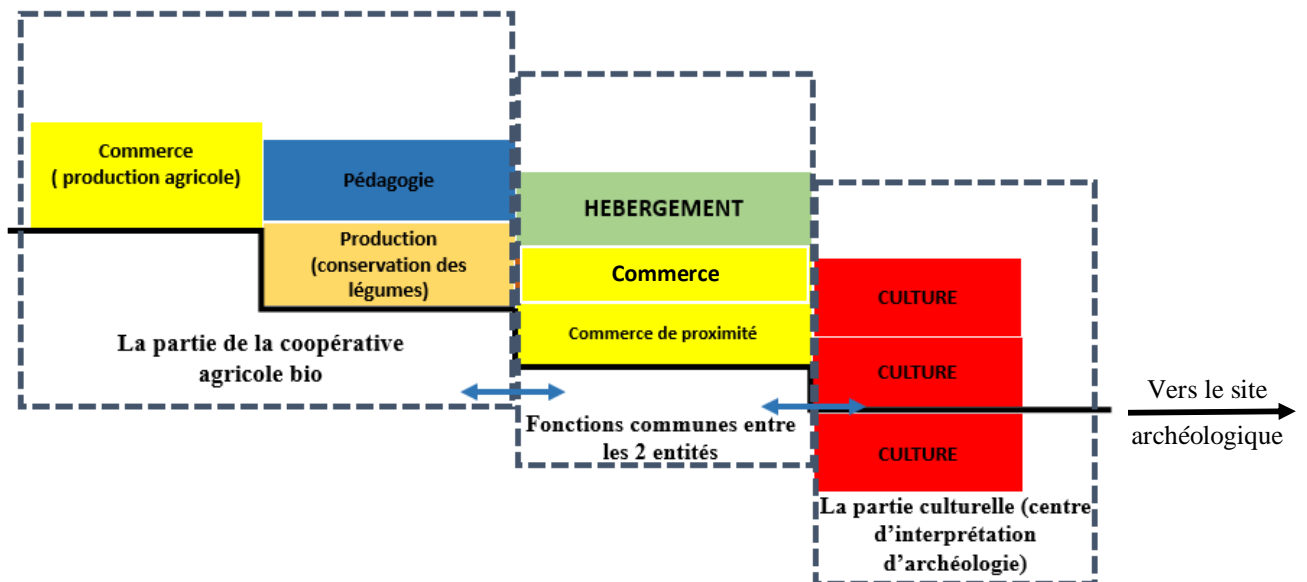 Commerce
( production agricole)
Pédagogie
Production
(conservation des
légumes)
La partie de la coopérative
agricole bio
HEBERGEMENT
Commerce
Commerce de proximité
Fonctions communes entre
les 2 entités
CULTURE
CULTURE
CULTURE
La partie culturelle (centre
d’interprétation
d’archéologie)
Vers le site
archéologique